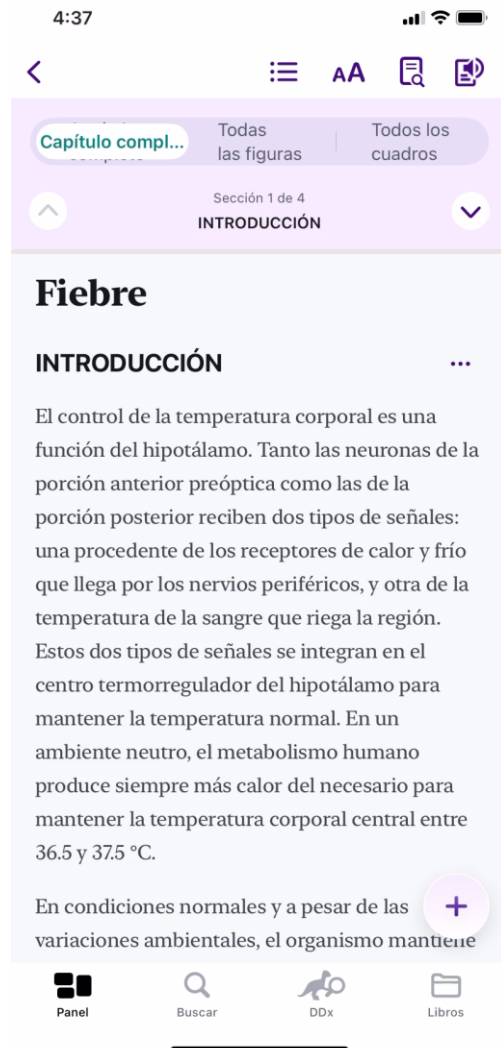 4:37
AA
Capítulo compl...
Todas
las figuras
Todos los
cuadros
Sección 1 de 4
INTRODUCCIÓN
Fiebre
INTRODUCCIÓN
El control de la temperatura corporal es una
función del hipotálamo. Tanto las neuronas de la
porción anterior preóptica como las de la
porción posterior reciben dos tipos de señales:
una procedente de los receptores de calor y frío
que llega por los nervios periféricos, y otra de la
temperatura de la sangre que riega la región.
Estos dos tipos de señales se integran en el
centro termorregulador del hipotálamo para
mantener la temperatura normal. En un
ambiente neutro, el metabolismo humano
produce siempre más calor del necesario para
mantener la temperatura corporal central entre
36.5 y 37.5 °C.
En condiciones normales y a pesar de las
variaciones ambientales, el organismo mantiene
Panel
Buscar
DDx
Libros